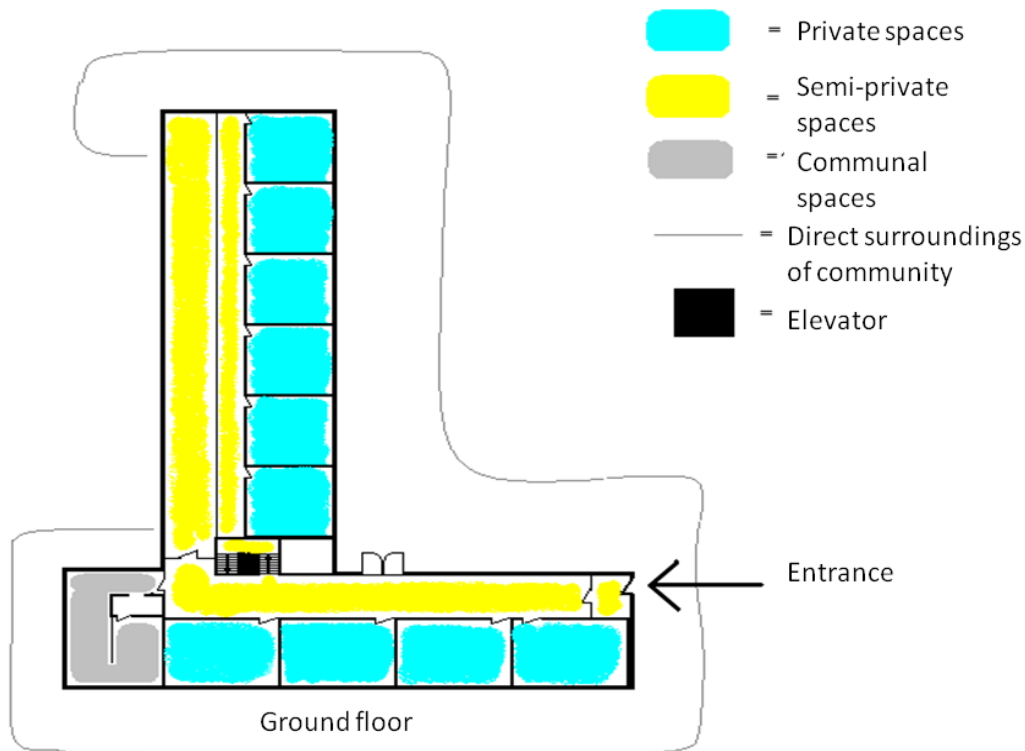 = Private spaces
= Semi-private
spaces
= Communal
spaces
= Direct surroundings
of community
= Elevator
Entrance
Ground floor